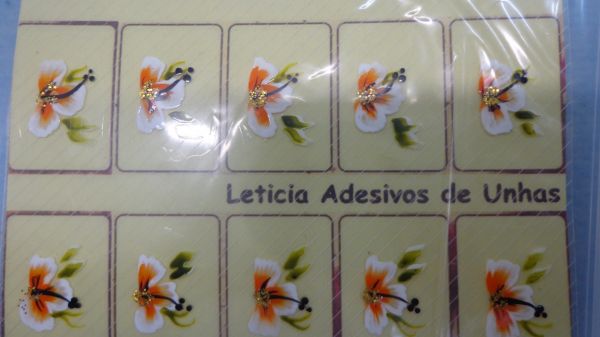 Leticia Adesivos de Unhas